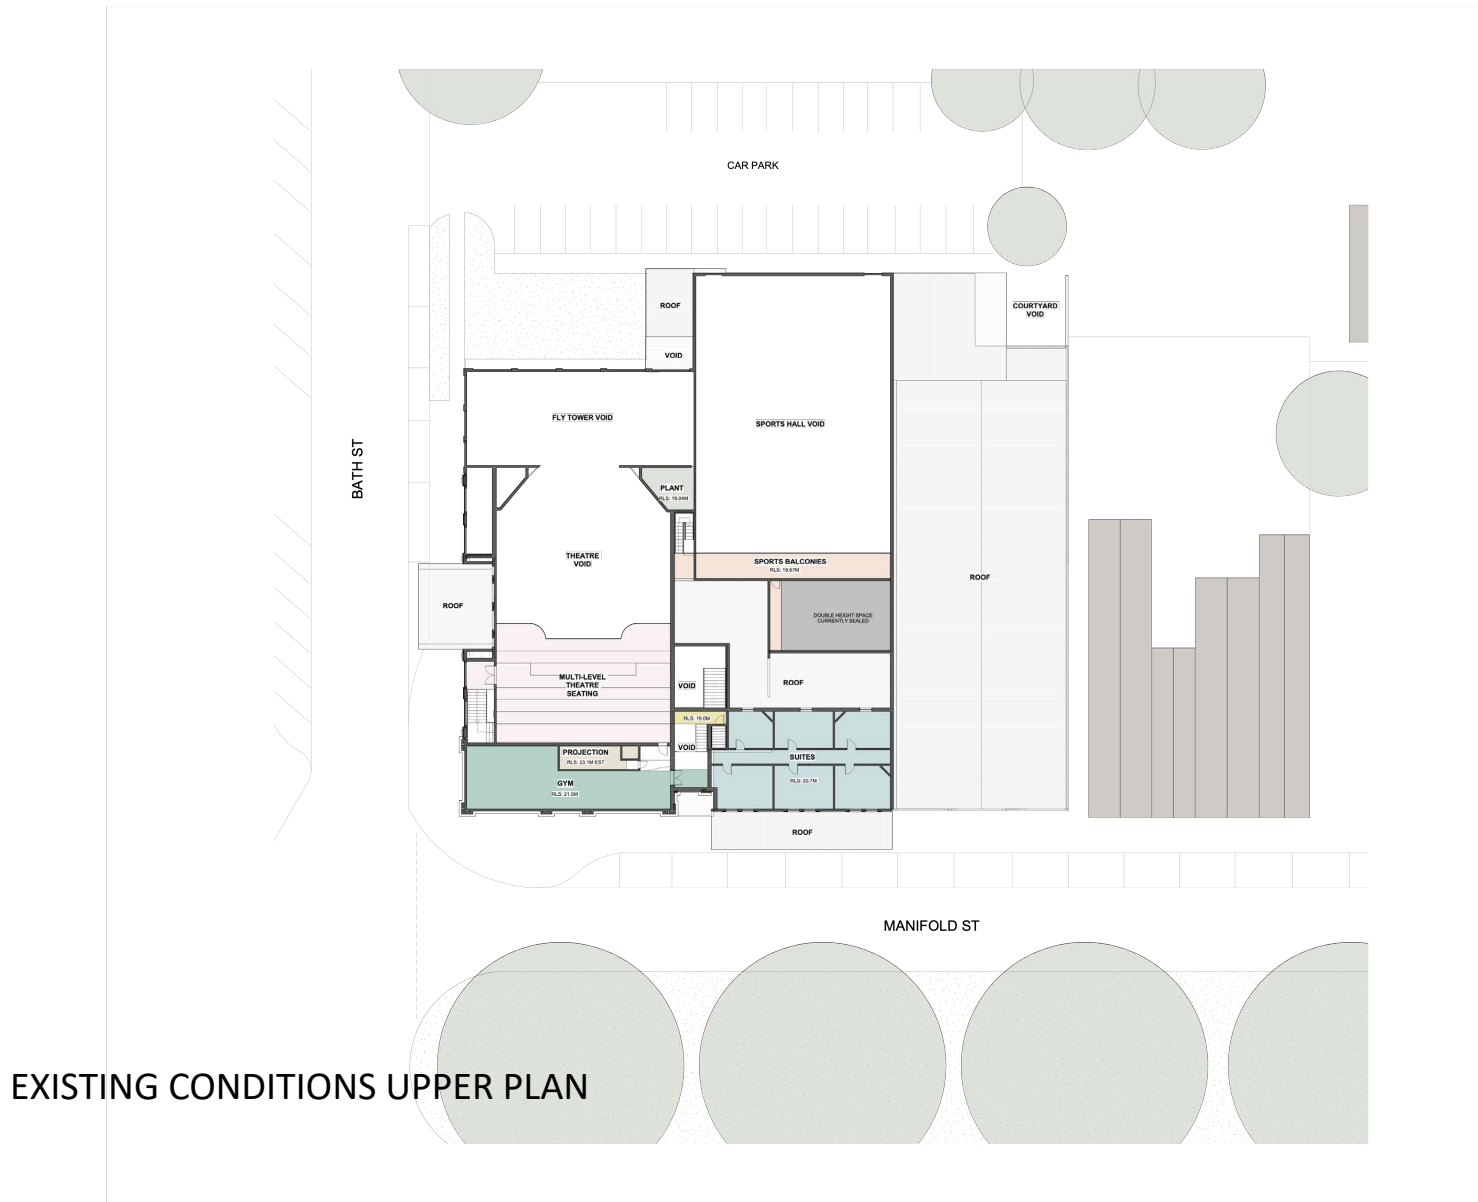 CAR PARK
ROOF
COURTYARD
VOID
VOID
FLY TOWER VOID
SPORTS HALL VOID
BATH ST
PLANT
RLS: 19.04M
THEATRE
VOID
SPORTS BALCONIES
RLS: 19.67M
ROOF
ROOF
DOUBLE HEIGHT SPACE
CURRENTLY SEALED
MULTI-LEVEL
THEATRE
SEATING
VOID
ROOF
RLS: 19.0M
VOID
PROJECTION
RLS: 23.1M EST
SUITES
RLS: 20.7M
GYM
RLS: 21.5M
ROOF
MANIFOLD ST
EXISTING CONDITIONS UPPER PLAN